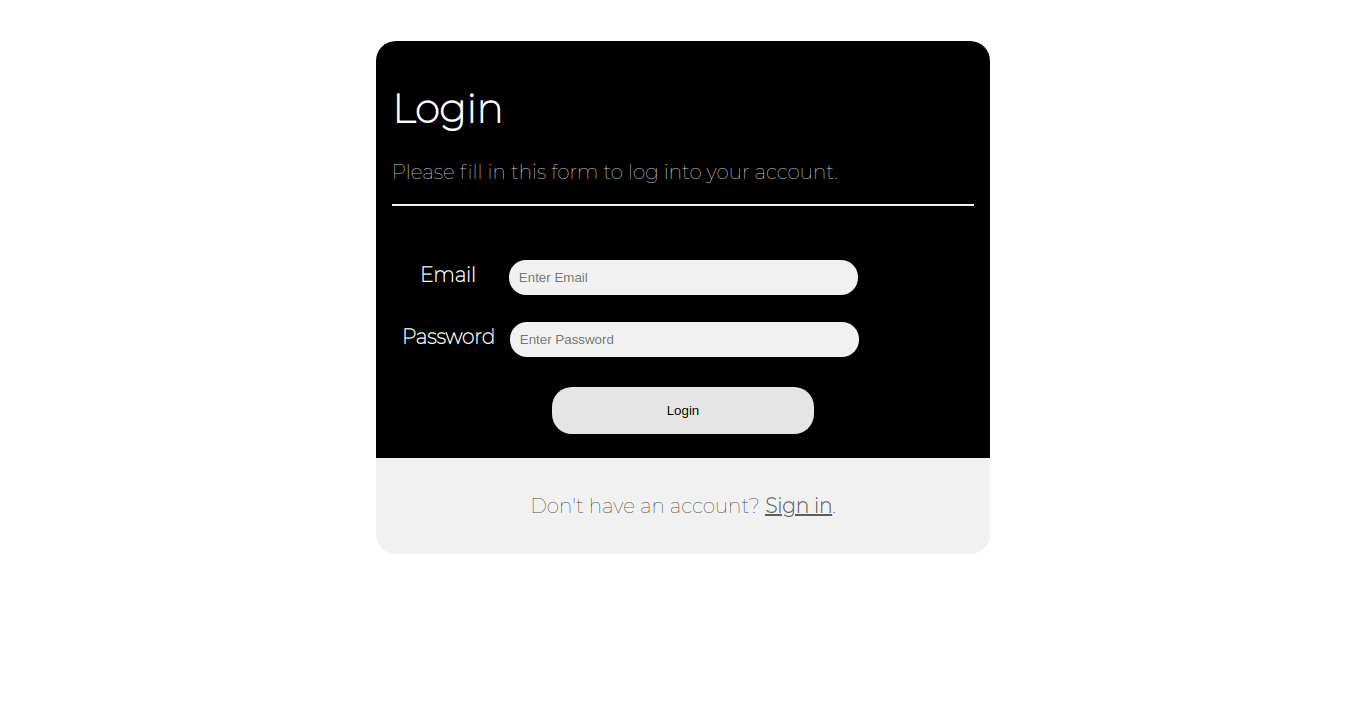 Login
Please fill in this form to log into your account.
Email Enter Email
Password Enter Password
Login
Don't have an account? Sign in.